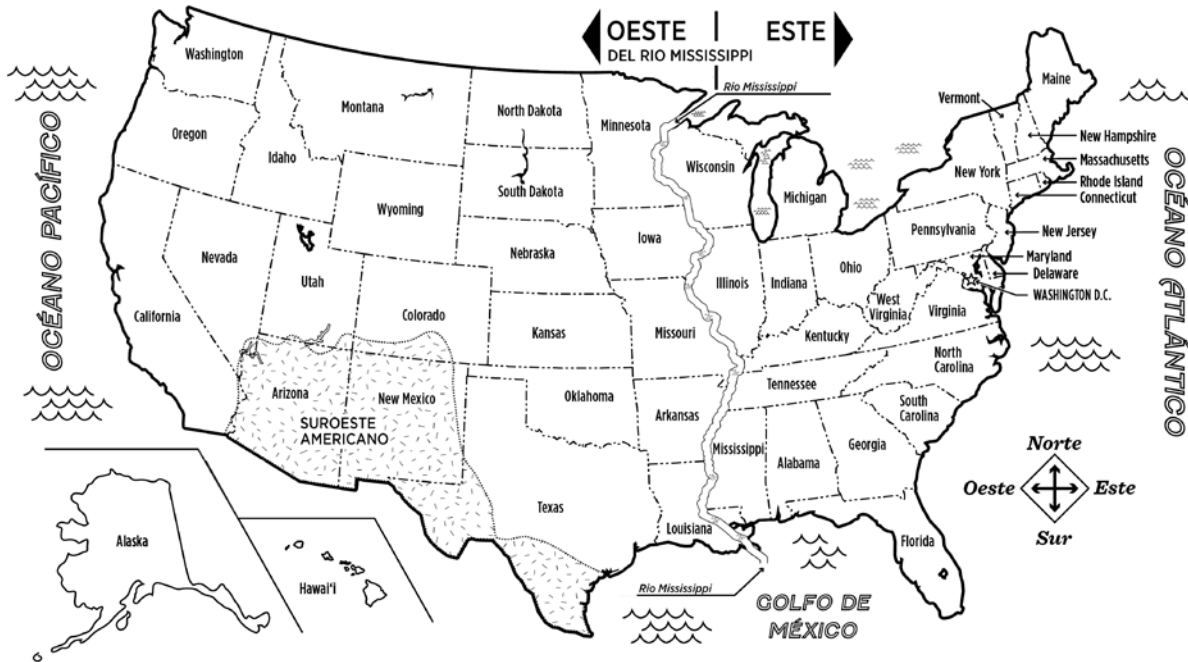 OESTE
ESTE
DEL RIO MISSISSIPPI
Rio Mississippi
Washington
Montana
North Dakota
Minnesota
Maine
Vermont
Oregon
Idaho
New Hampshire
Wisconsin
Massachusetts
New York
South Dakota
Michigan
Rhode Island
Connecticut
Wyoming
Pennsylvania
New Jersey
Iowa
Nebraska
Nevada
Ohio
Maryland
Utah
Illinois
Indiana
Delaware
West
Virginia
WASHINGTON D.C.
California
Colorado
Virginia
Kansas
Missouri
Kentucky
North
Carolina
Tennessee
Arizona
New Mexico
Oklahoma
South
Carolina
Arkansas
SUROESTE
AMERICANO
Mississippi
Alabama
Georgia
Texas
Louisiana
Florida
Alaska
Hawai‘i
Rio Mississippi
OCÉANO PACÍFICO
OCÉANO ATLÁNTICO
GOLFO DE
MÉXICO
Norte
Oeste
Este
Sur